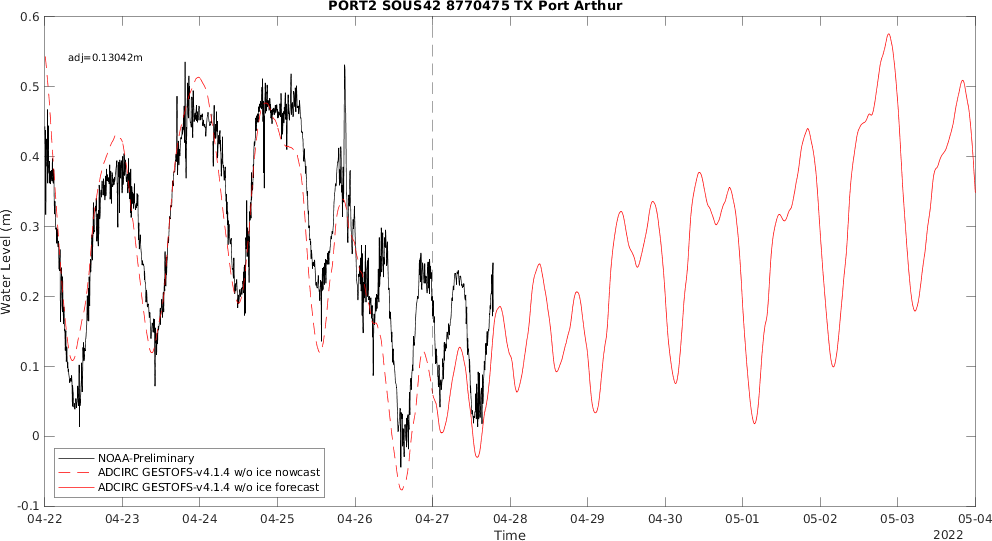 PORT2 SOUS42 8770475 TX Port Arthur
0.6
adj=0.13042m
0.5
0.4
0.3
0.2
0.1
0
-0.1
Water Level (m)
NOAA-Preliminary
ADCIRC GESTOFS-v4.1.4 w/o ice nowcast
ADCIRC GESTOFS-v4.1.4 w/o ice forecast
04-22 04-23 04-24 04-25 04-26 04-27 04-28 04-29 04-30 05-01 05-02 05-03 05-04
Time
2022